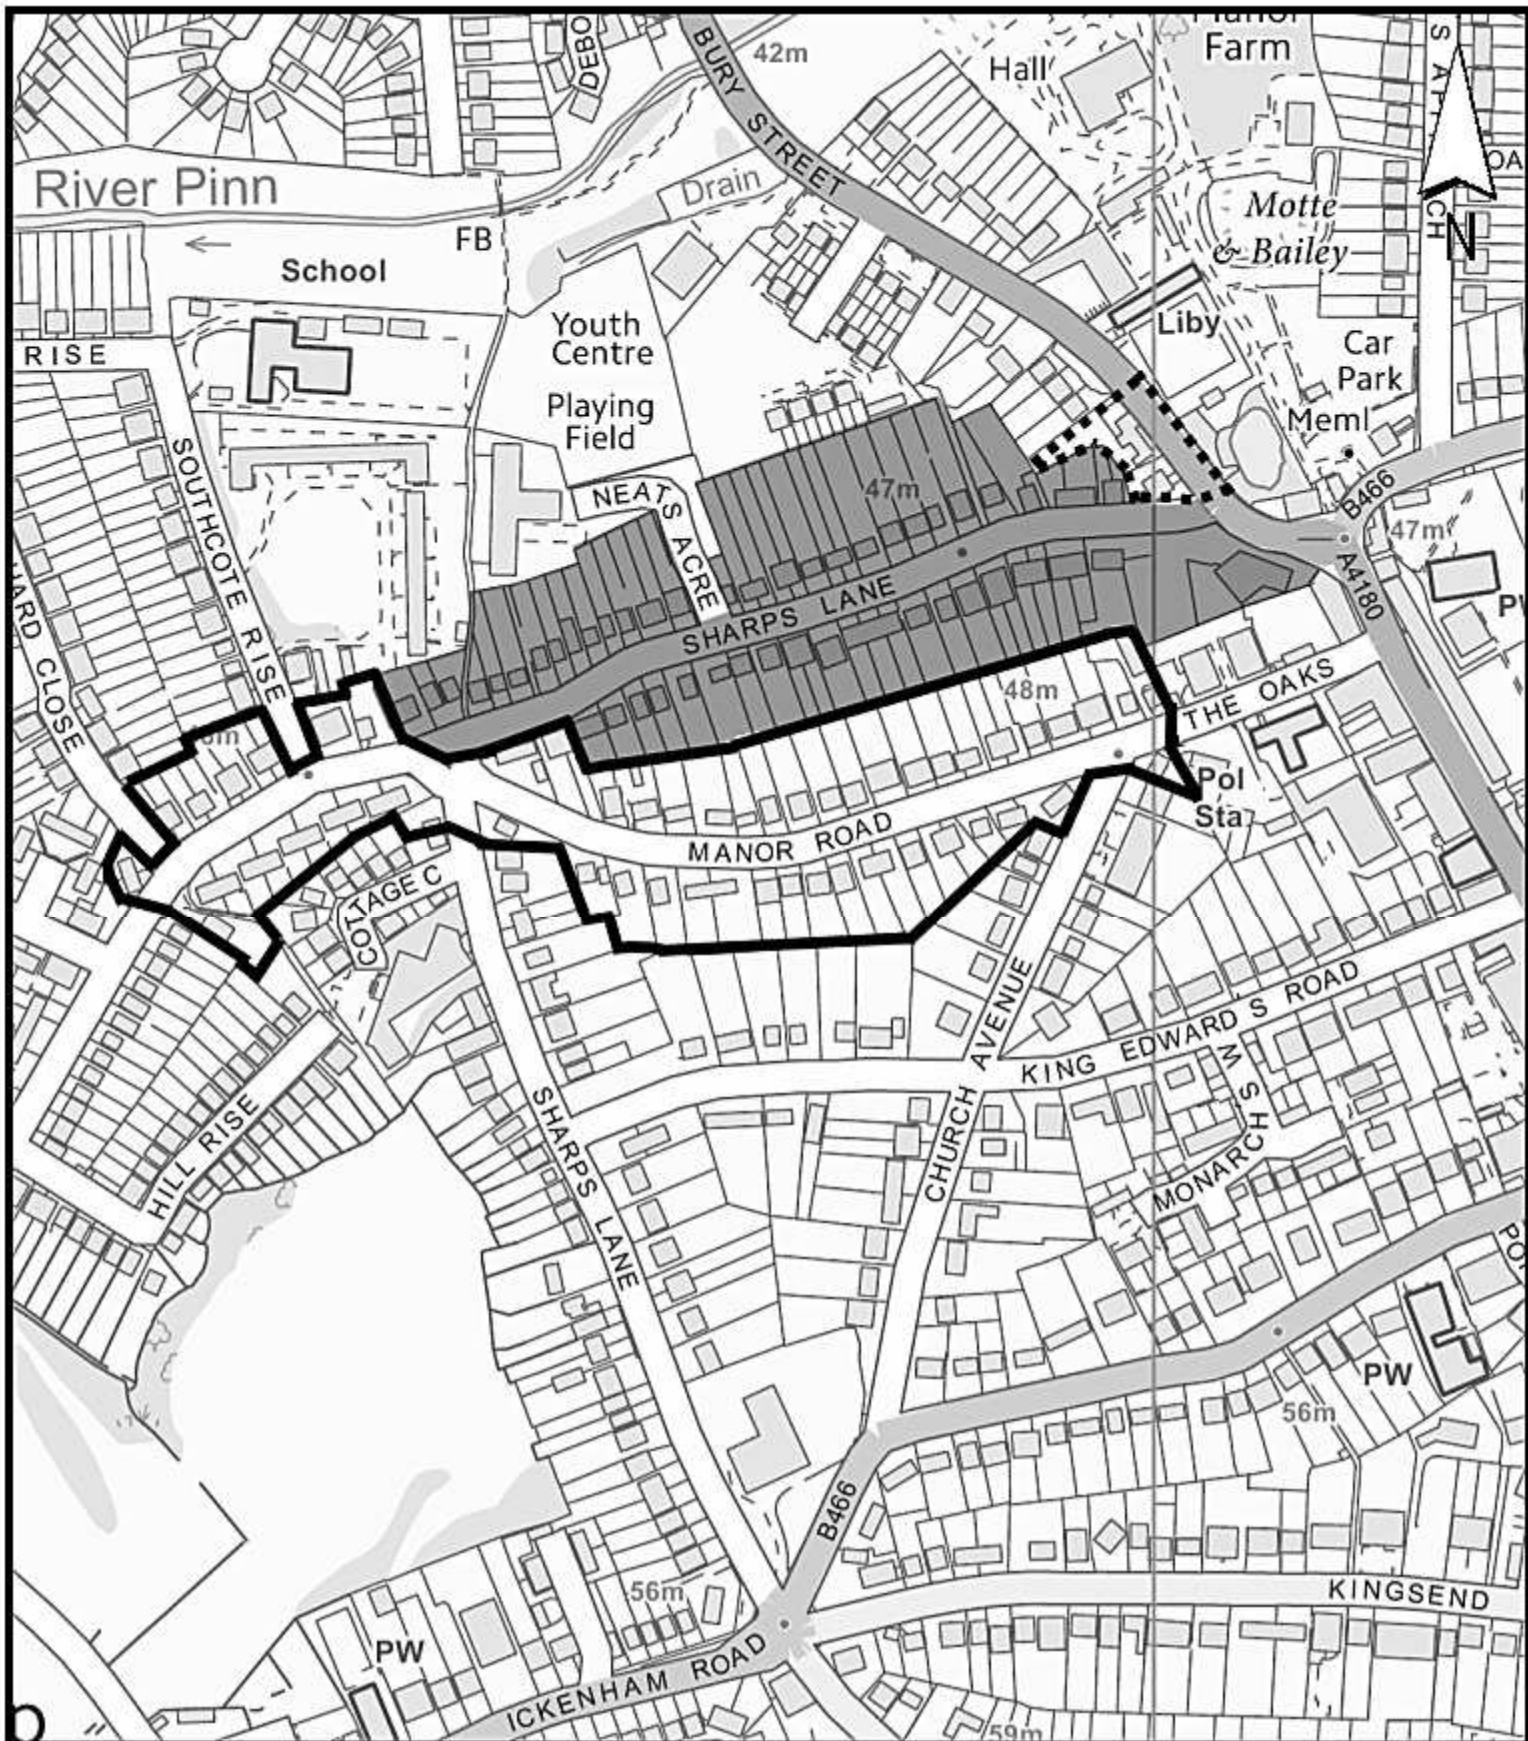 42m
BURY STREET
Hall
Farm
River Pinn
Drain
Motte
& Bailey
N
FB
School
Youth
Centre
Playing
Field
Liby
Car
Park
Meml
RISE
SOUTHCOTE RISE
NEATS ACRE
47m
B466
47m
A4180
SHARPS LANE
CLOSE
48m
THE OAKS
Pol
Sta
MANOR ROAD
COTTAGE C
CHURCH AVENUE
KING EDWARD'S ROAD
MONARCH'S W
HILL RISE
SHARPS LANE
PW
56m
B466
56m
KINGSEND
PW
ICKENHAM ROAD
59m